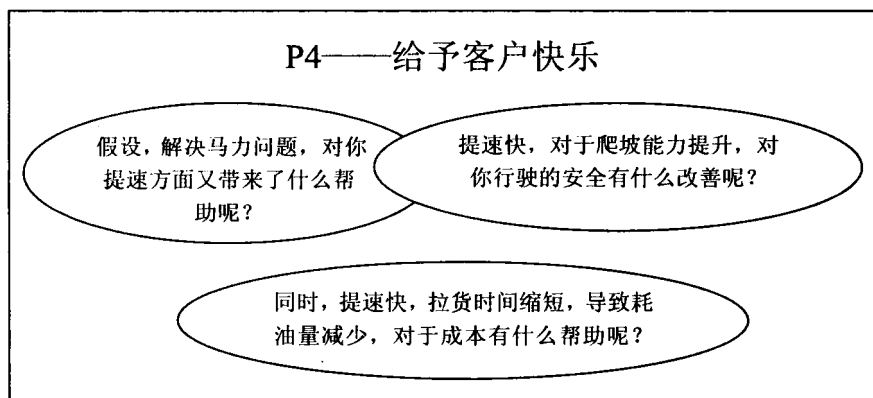 P4——给予客户快乐
假设，解决马力问题，对你
提速方面又带来了什么帮
助呢？
提速快，对于爬坡能力提升，对
你行驶的安全有什么改善呢？
同时，提速快，拉货时间缩短，导致耗
油量减少，对于成本有什么帮助呢？